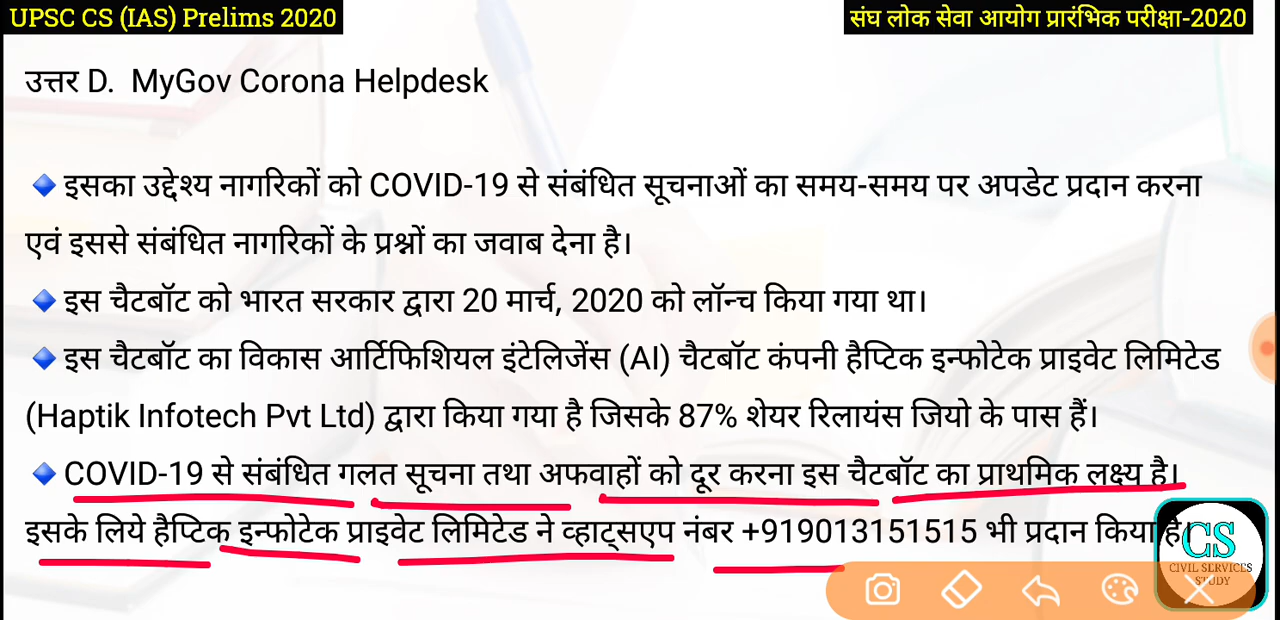 UPSC CS (IAS) Prelims 2020
संघ लोक सेवा आयोग प्रारंभिक परीक्षा-2020
उत्तर D. MyGov Corona Helpdesk
इसका उद्देश्य नागरिकों को COVID-19 से संबंधित सूचनाओं का समय-समय पर अपडेट प्रदान करना
एवं इससे संबंधित नागरिकों के प्रश्नों का जवाब देना है।
इस चैटबॉट को भारत सरकार द्वारा 20 मार्च, 2020 को लॉन्च किया गया था।
इस चैटबॉट का विकास आर्टिफिशियल इंटेलिजेंस (AI) चैटबॉट कंपनी हैप्टिक इन्फोटेक प्राइवेट लिमिटेड
(Haptik Infotech Pvt Ltd) द्वारा किया गया है जिसके 87% शेयर रिलायंस जियो के पास हैं।
COVID-19 से संबंधित गलत सूचना तथा अफवाहों को दूर करना इस चैटबॉट का प्राथमिक लक्ष्य है।
इसके लिये हैप्टिक इन्फोटेक प्राइवेट लिमिटेड ने व्हाट्सएप नंबर +919013151515 भी प्रदान किया है।
CS
CIVIL SERVICES
STUDY